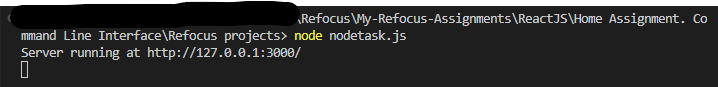 \Refocus\My-Refocus-Assignments\ReactJS\Home Assignment. Co
mmand Line Interface\Refocus projects> node nodetask.js
Server running at http://127.0.0.1:3000/